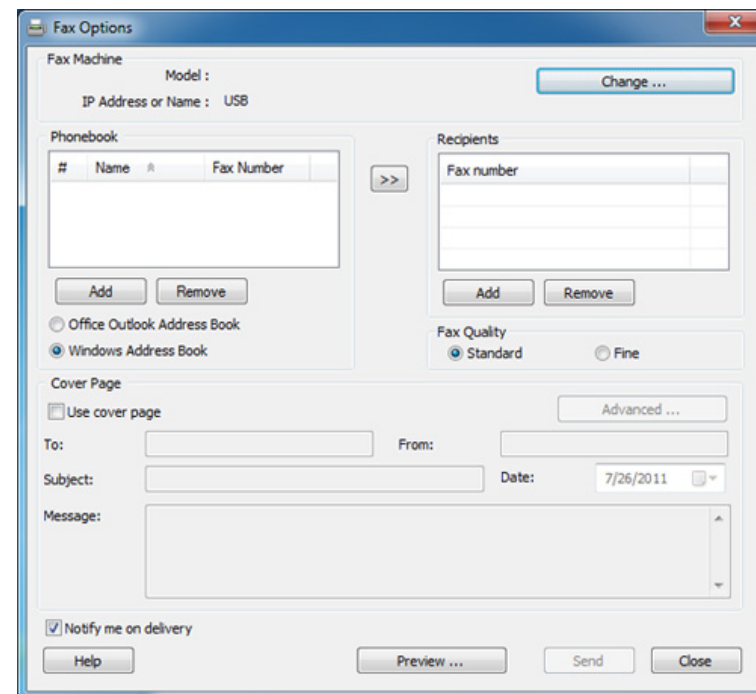 Fax Options
Fax Machine
Model :
Change ...
IP Address or Name : USB
Phonebook
Recipients
# Name Fax Number
>>
Fax number
Add Remove
Add Remove
Office Outlook Address Book
Windows Address Book
Fax Quality
Standard Fine
Cover Page
Use cover page
Advanced ...
To: From:
Subject: Date: 7/26/2011
Message:
Notify me on delivery
Help Preview ... Send Close